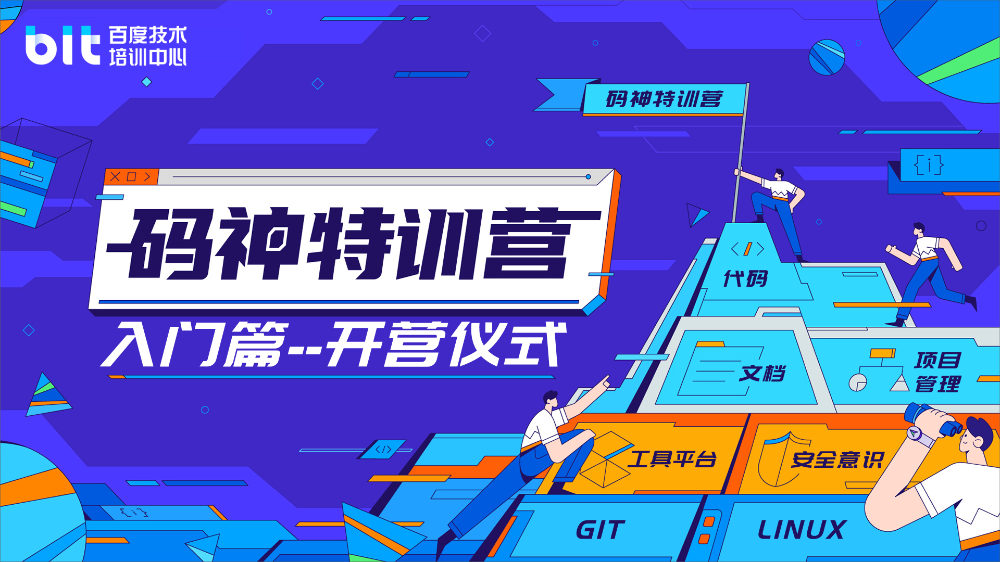 bit 百度技术
培训中心
码神特训营
{i}
码神特训营
入门篇--开营仪式
</>
代码
文档
项目
管理
</>
工具平台
安全意识
{i}
GIT
LINUX